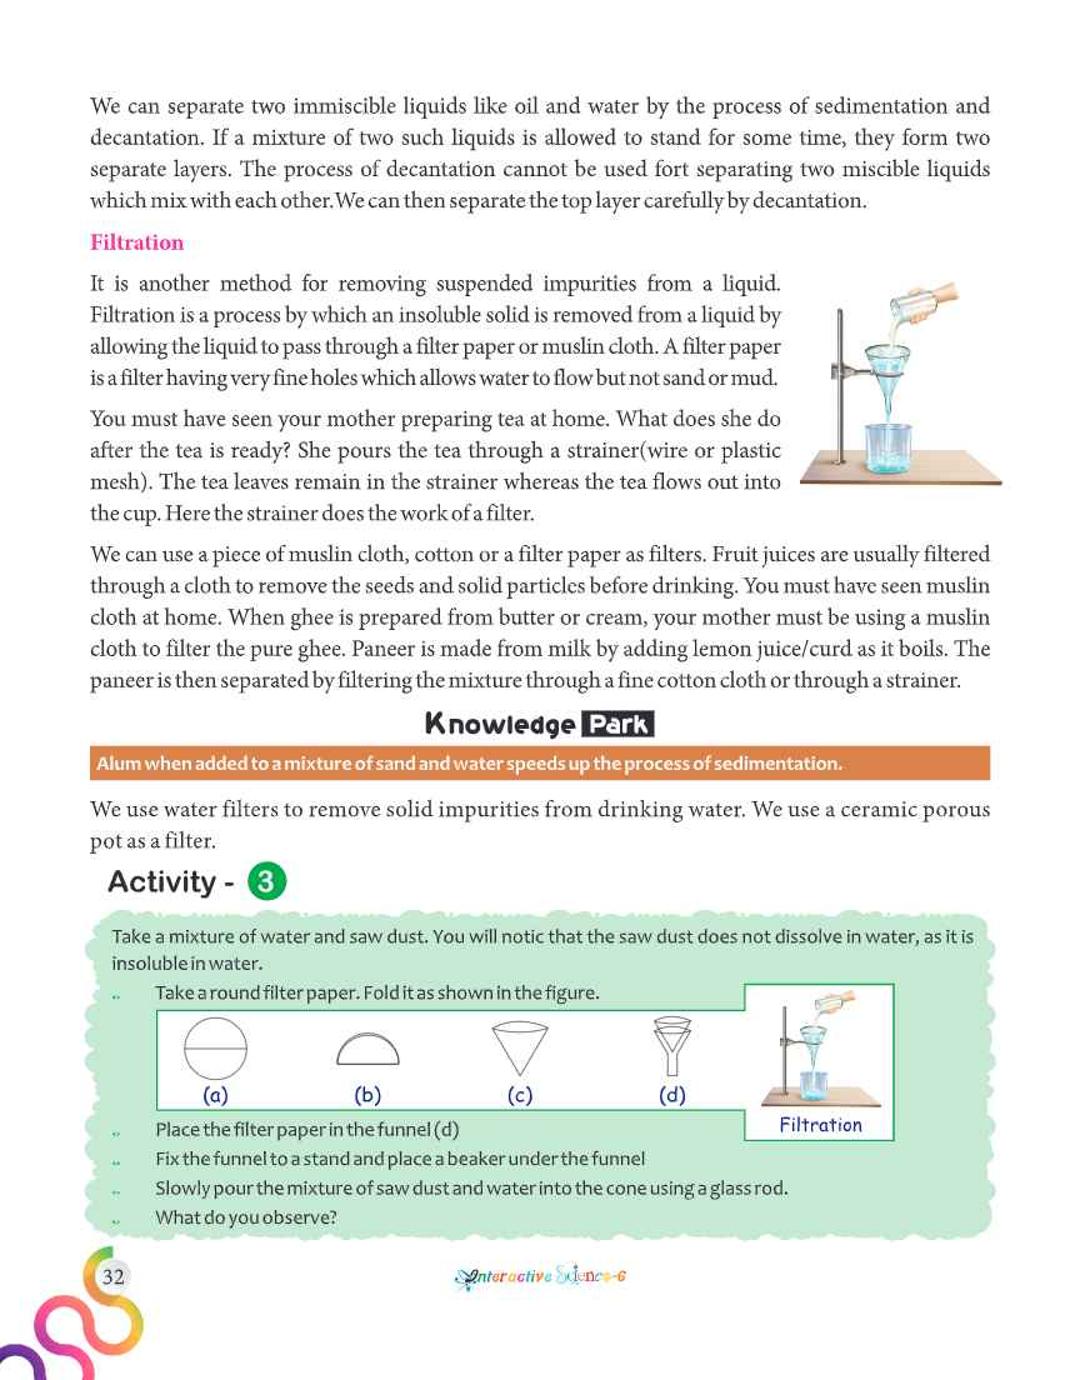 We can separate two immiscible liquids like oil and water by the process of sedimentation and
decantation. If a mixture of two such liquids is allowed to stand for some time, they form two
separate layers. The process of decantation cannot be used fort separating two miscible liquids
which mix with each other.We can then separate the top layer carefully by decantation.
Filtration
It is another method for removing suspended impurities from a liquid.
Filtration is a process by which an insoluble solid is removed from a liquid by
allowing the liquid to pass through a filter paper or muslin cloth. A filter paper
is a filter having very fine holes which allows water to flow but not sand or mud.
You must have seen your mother preparing tea at home. What does she do
after the tea is ready? She pours the tea through a strainer(wire or plastic
mesh). The tea leaves remain in the strainer whereas the tea flows out into
the cup. Here the strainer does the work of a filter.
We can use a piece of muslin cloth, cotton or a filter paper as filters. Fruit juices are usually filtered
through a cloth to remove the seeds and solid particles before drinking. You must have seen muslin
cloth at home. When ghee is prepared from butter or cream, your mother must be using a muslin
cloth to filter the pure ghee. Paneer is made from milk by adding lemon juice/curd as it boils. The
paneer is then separated by filtering the mixture through a fine cotton cloth or through a strainer.
Knowledge Park
Alum when added to a mixture of sand and water speeds up the process of sedimentation.
We use water filters to remove solid impurities from drinking water. We use a ceramic porous
pot as a filter.
Activity - 3
Take a mixture of water and saw dust. You will notic that the saw dust does not dissolve in water, as it is
insoluble in water.
Take a round filter paper. Fold it as shown in the figure.
(a) (b) (c) (d)
Filtration
Place the filter paper in the funnel (d)
Fix the funnel to a stand and place a beaker under the funnel
Slowly pour the mixture of saw dust and water into the cone using a glass rod.
What do you observe?
32
Interactive Science-6